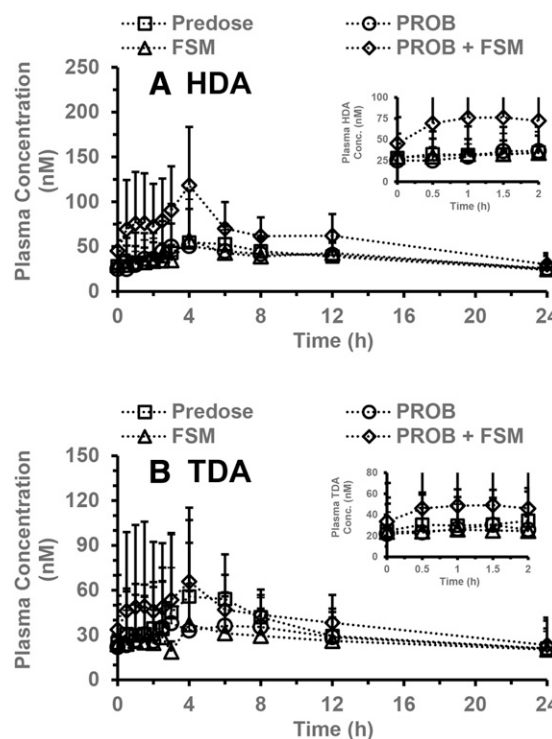 Predose PROB
FSM PROB + FSM
A HDA
Plasma Concentration
(nM)
250
200
150
100
50
0
0 4 8 12 16 20 24
Time (h)
Plasma HDA
Conc. (nM)
100
75
50
25
0
0 0.5 1 1.5 2
Time (h)
Predose PROB
FSM PROB + FSM
B TDA
Plasma Concentration
(nM)
150
120
90
60
30
0
0 4 8 12 16 20 24
Time (h)
Plasma TDA
Conc. (nM)
80
60
40
20
0
0 0.5 1 1.5 2
Time (h)